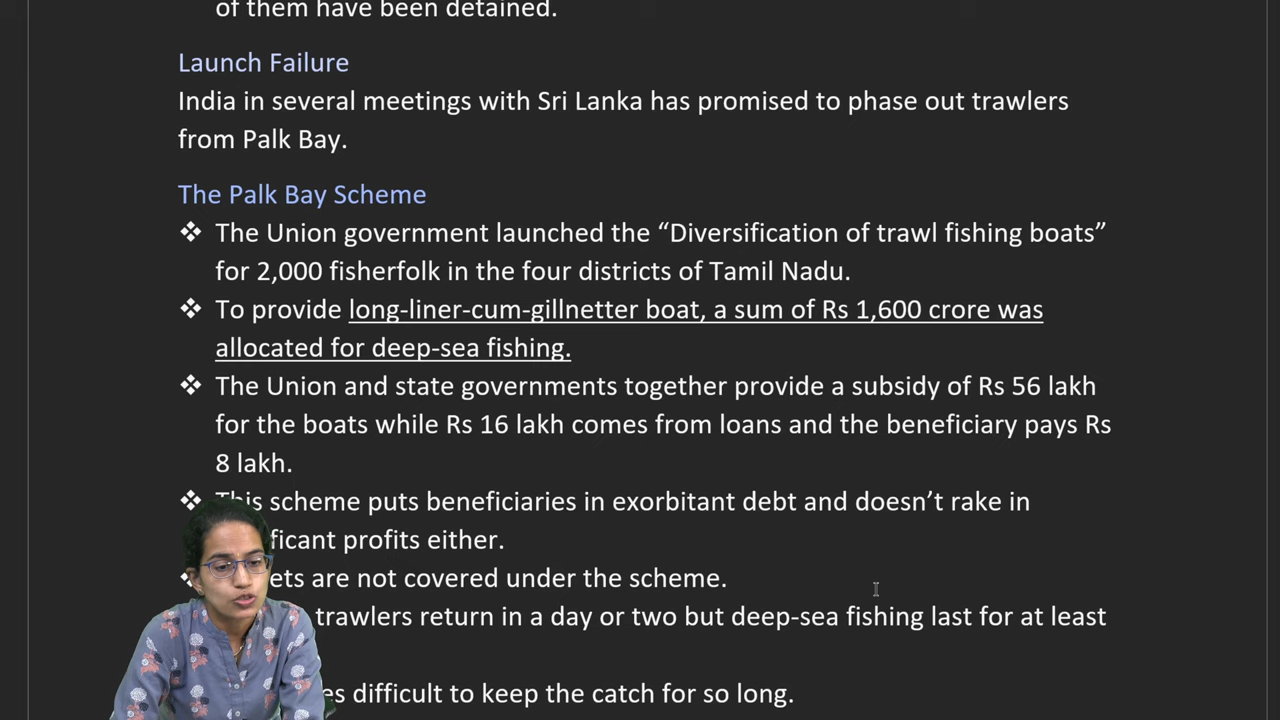 of them have been detained.
Launch Failure
India in several meetings with Sri Lanka has promised to phase out trawlers
from Palk Bay.
The Palk Bay Scheme
❖ The Union government launched the “Diversification of trawl fishing boats”
for 2,000 fisherfolk in the four districts of Tamil Nadu.
❖ To provide long-liner-cum-gillnetter boat, a sum of Rs 1,600 crore was
allocated for deep-sea fishing.
❖ The Union and state governments together provide a subsidy of Rs 56 lakh
for the boats while Rs 16 lakh comes from loans and the beneficiary pays Rs
8 lakh.
❖ This scheme puts beneficiaries in exorbitant debt and doesn’t rake in
ficant profits either.
ets are not covered under the scheme.
trawlers return in a day or two but deep-sea fishing last for at least
es difficult to keep the catch for so long.